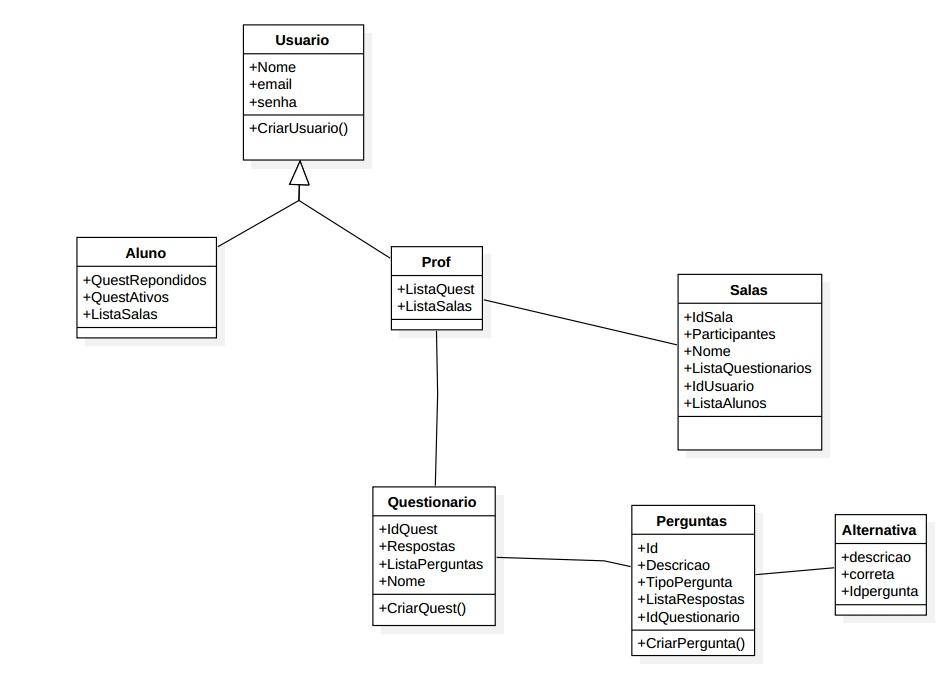 Usuario
+Nome
+email
+senha
+CriarUsuario()
Aluno
+QuestRepondidos
+QuestAtivos
+ListaSalas
Prof
+ListaQuest
+ListaSalas
Salas
+IdSala
+Participantes
+Nome
+ListaQuestionarios
+IdUsuario
+ListaAlunos
Questionario
+IdQuest
+Respostas
+ListaPerguntas
+Nome
+CriarQuest()
Perguntas
+Id
+Descricao
+TipoPergunta
+ListaRespostas
+IdQuestionario
+CriarPergunta()
Alternativa
+descricao
+correta
+Idpergunta